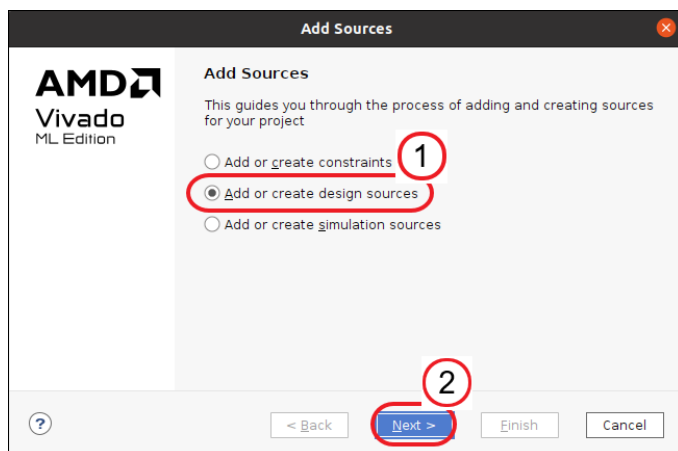 Add Sources
AMD
Vivado
ML Edition
Add Sources
This guides you through the process of adding and creating sources
for your project
Add or create constraints
1
Add or create design sources
Add or create simulation sources
2
?
< Back
Next >
Finish
Cancel